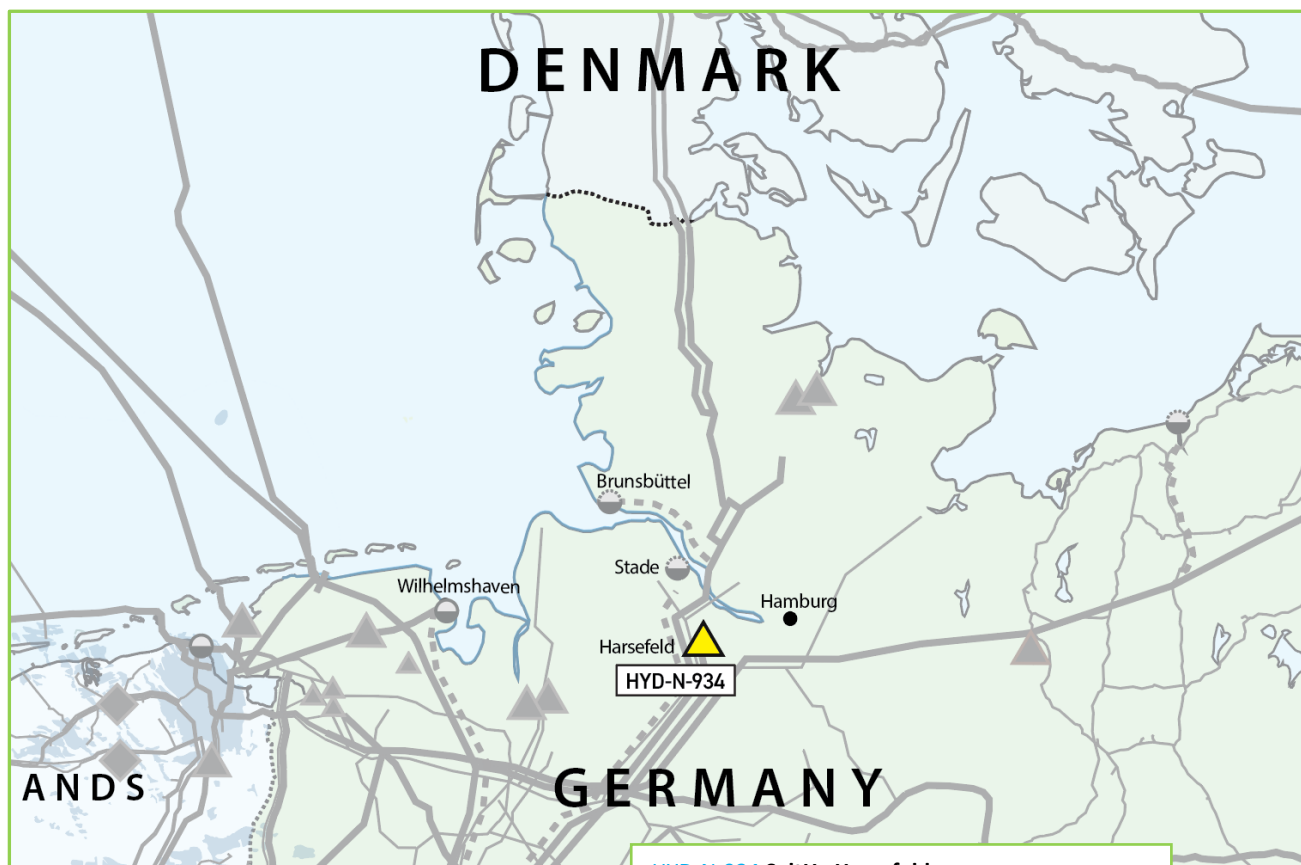 DENMARK
Brunsbüttel
Stade
Wilhelmshaven
Hamburg
Harsefeld
HYD-N-934
ANDS
GERMANY